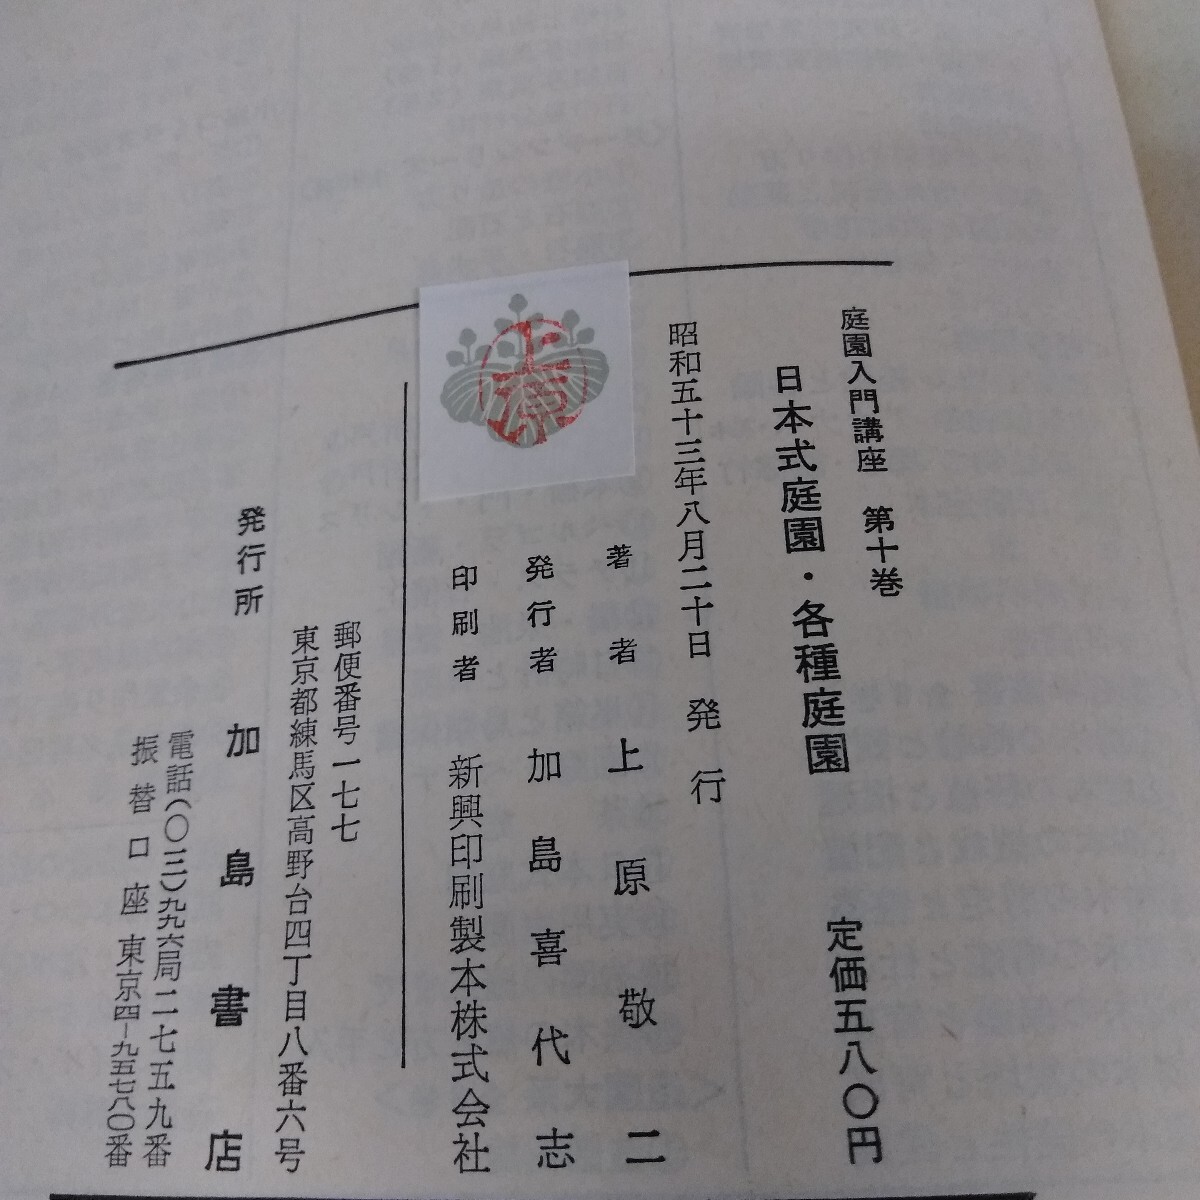 庭園入門講座 第十巻
日本式庭園・各種庭園 定価五八〇円
昭和五十三年八月二十日 発行
上原
著者 上原敬二
発行者 加島喜代志
印刷者 新興印刷製本株式会社
郵便番号一七七
東京都練馬区高野台四丁目八番六号
発行所 加島書店
電話(〇三)九九六局二七五九番
振替口座 東京四-九五七八〇番